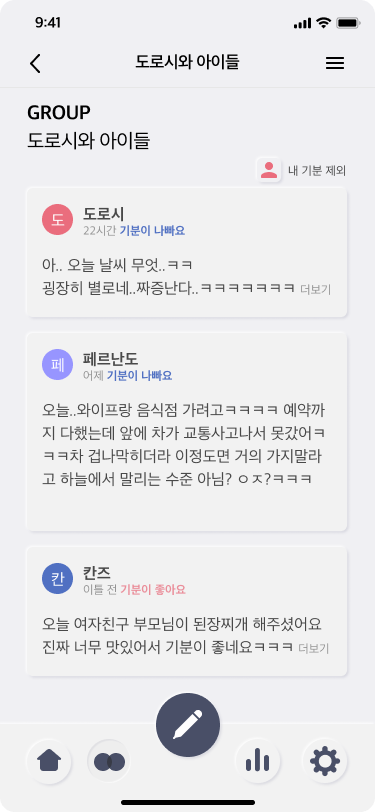 9:41
도로시와 아이들
GROUP
도로시와 아이들
내 기분 제외
도
도로시
22시간 기분이 나빠요
아.. 오늘 날씨 무엇..ㅋㅋ
굉장히 별로네..짜증난다..ㅋㅋㅋㅋㅋㅋㅋ 더보기
페
페르난도
어제 기분이 나빠요
오늘..와이프랑 음식점 가려고ㅋㅋㅋㅋ 예약까
지 다했는데 앞에 차가 교통사고나서 못갔어ㅋ
ㅋㅋ차 겁나막히더라 이정도면 거의 가지말라
고 하늘에서 말리는 수준 아님? ㅇㅈ?ㅋㅋㅋ
칸
칸즈
이틀 전 기분이 좋아요
오늘 여자친구 부모님이 된장찌개 해주셨어요
진짜 너무 맛있어서 기분이 좋네요ㅋㅋㅋ 더보기